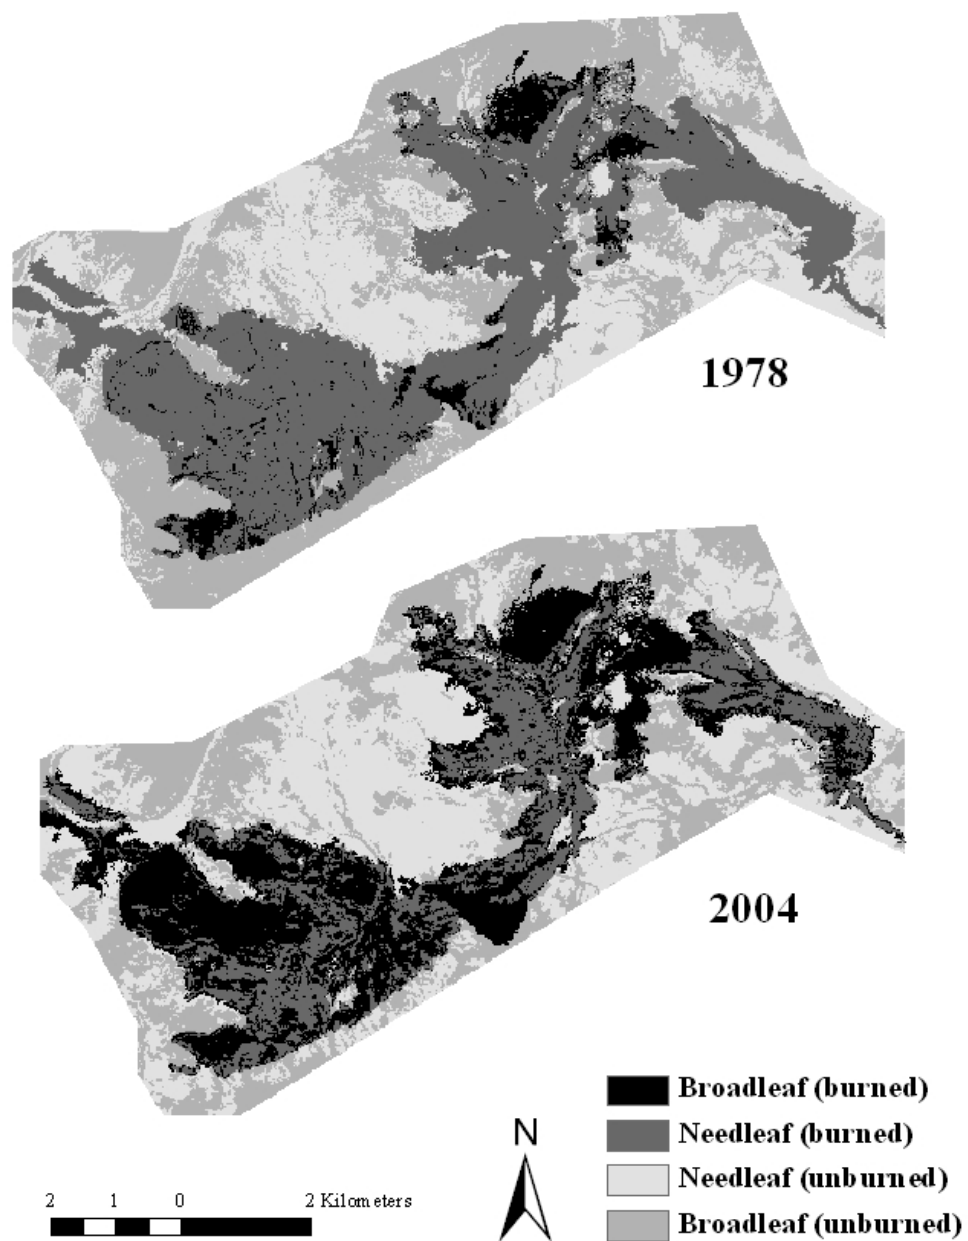 1978
2004
Broadleaf (burned)
Needleaf (burned)
Needleaf (unburned)
Broadleaf (unburned)
N
2 1 0 2 Kilometers